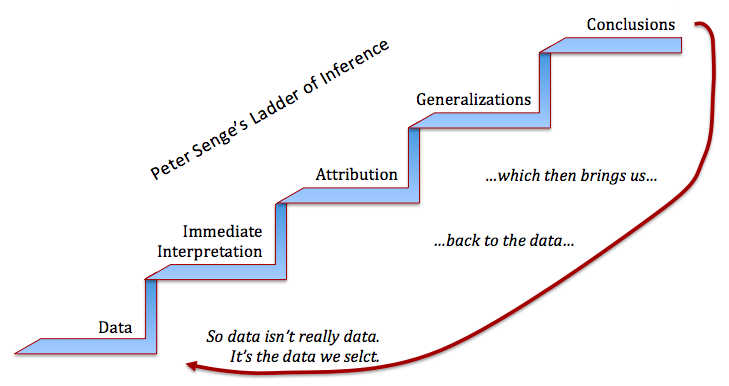 Peter Senge's Ladder of Inference
Conclusions
Generalizations
Attribution
Immediate
Interpretation
Data
...which then brings us...
...back to the data...
So data isn't really data.
It's the data we selct.